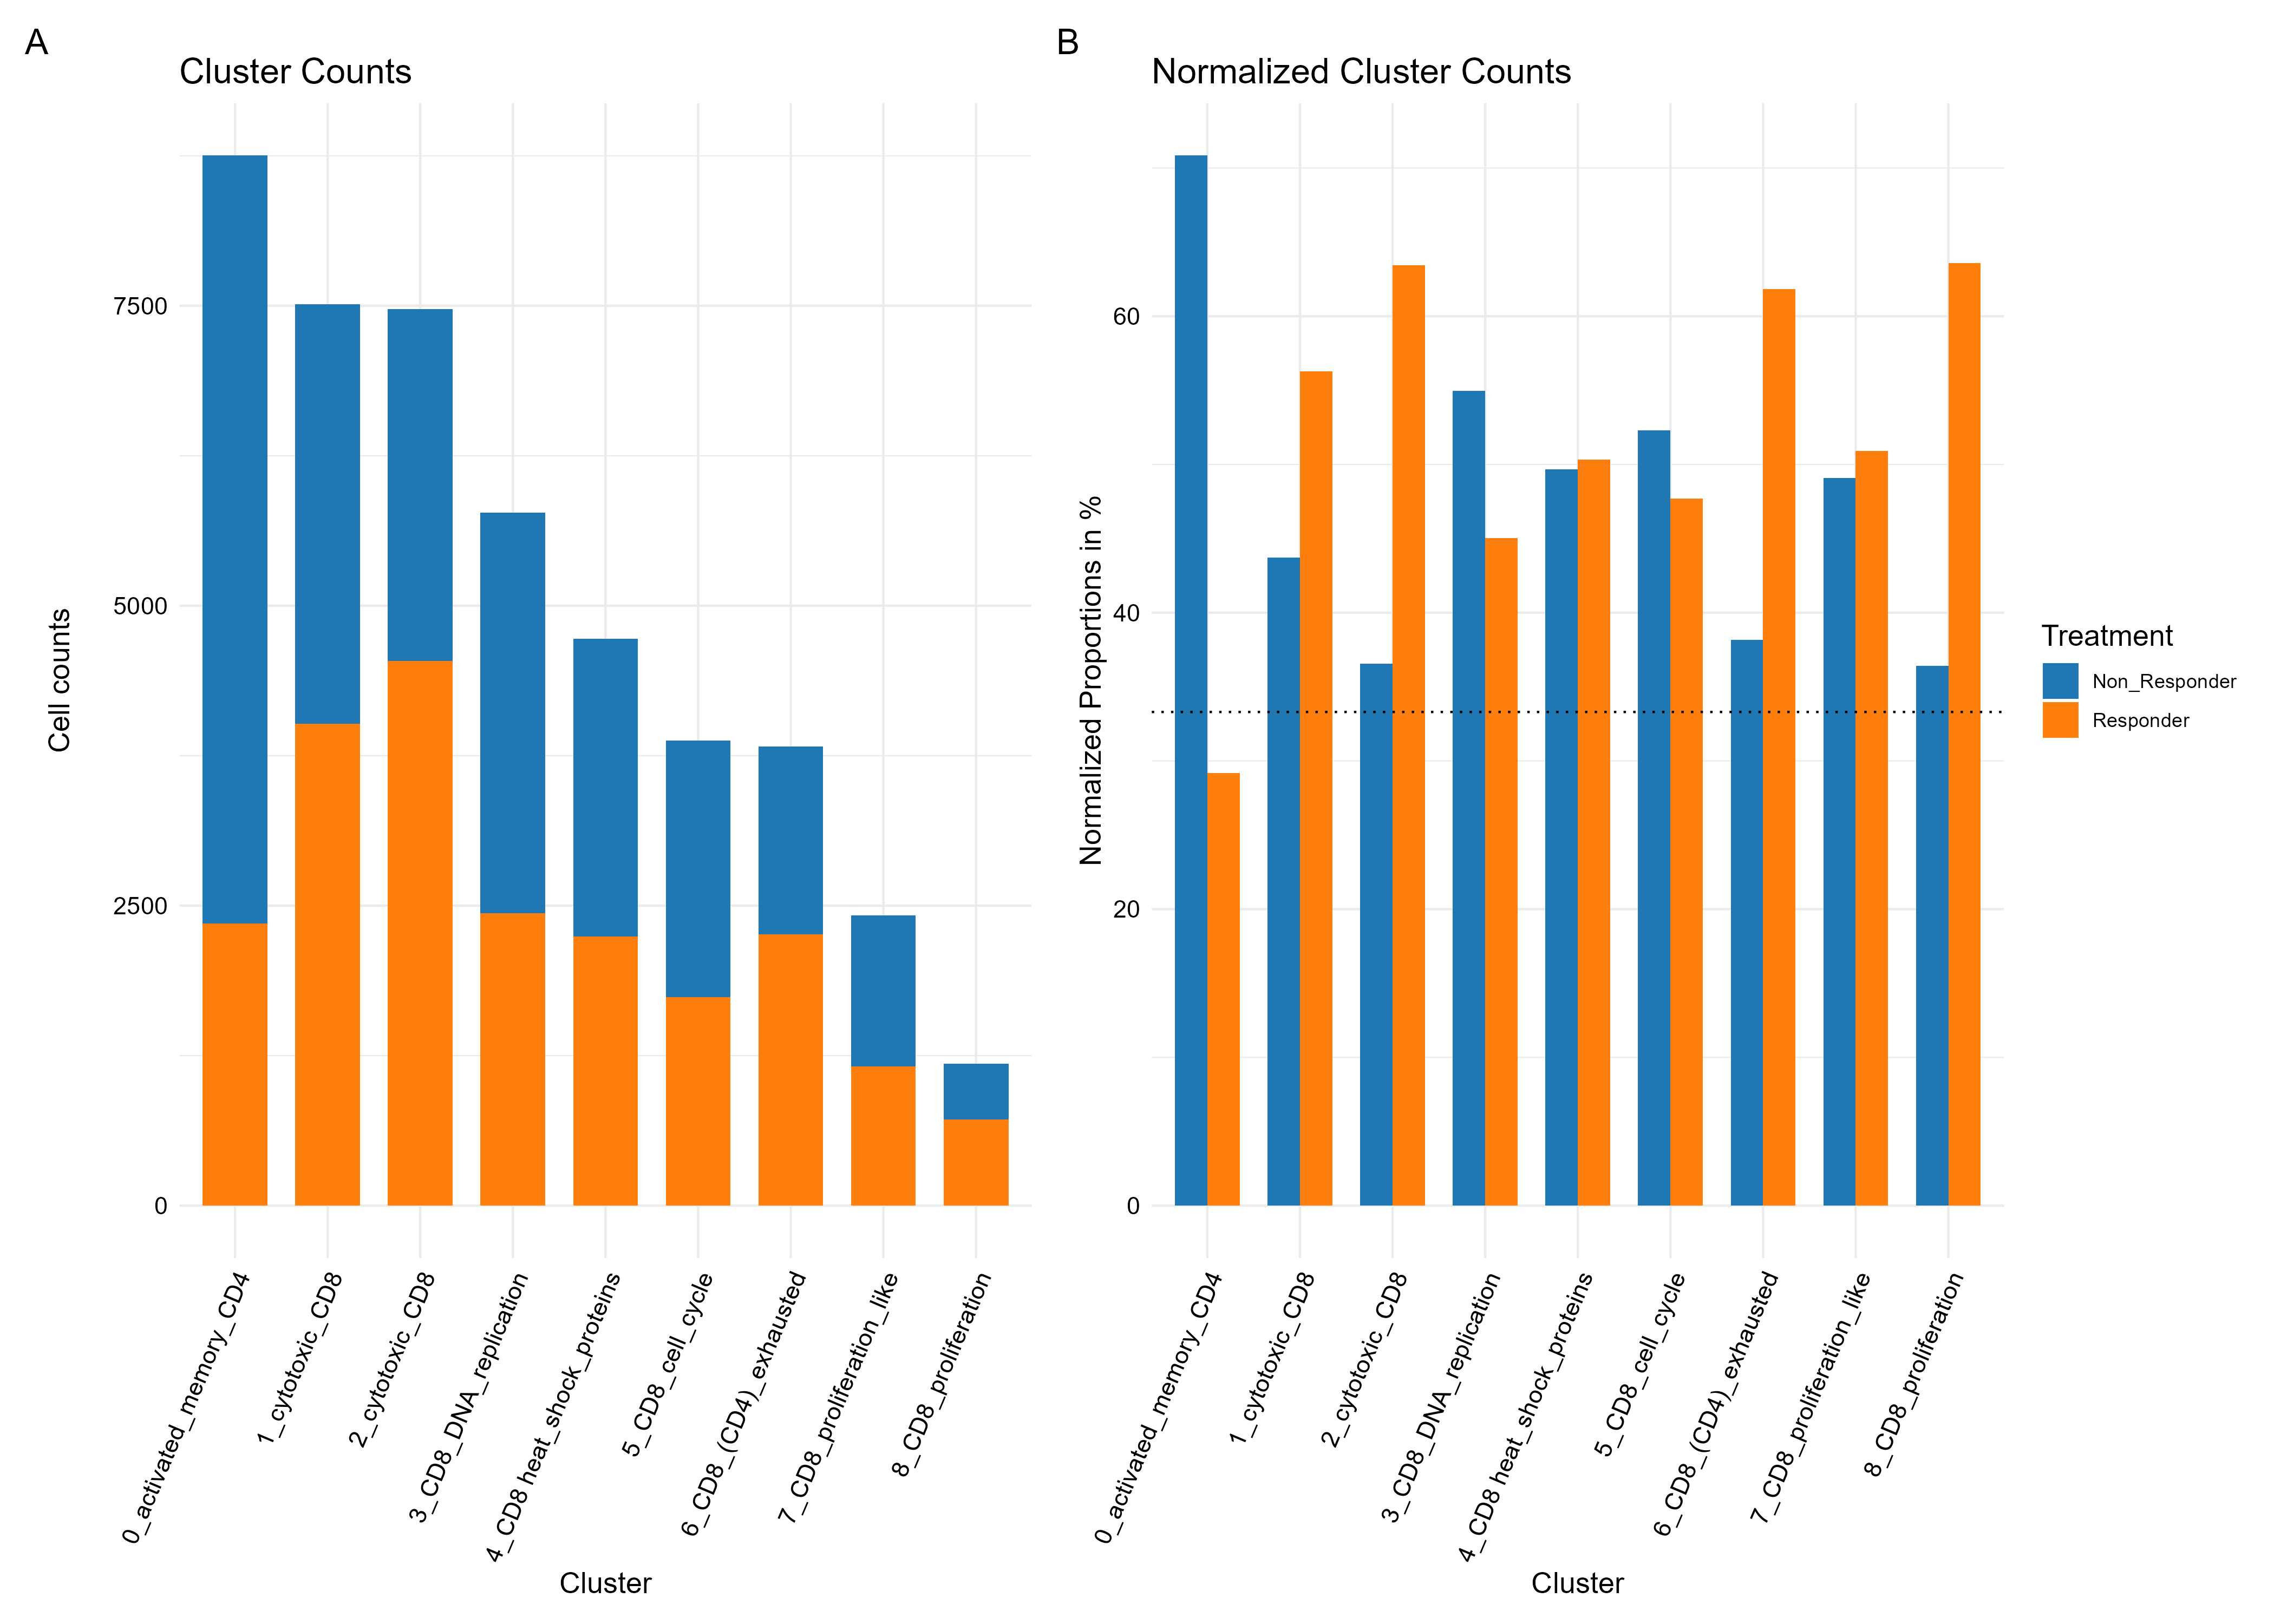 A
Cluster Counts
Cell counts
7500
5000
2500
0
0_activated_memory_CD4
1_cytotoxic_CD8
2_cytotoxic_CD8
3_CD8_DNA_replication
4_CD8 heat_shock_proteins
5_CD8_cell_cycle
6_CD8_(CD4)_exhausted
7_CD8_proliferation_like
8_CD8_proliferation
Cluster
B
Normalized Cluster Counts
Normalized Proportions in %
60
40
20
0
0_activated_memory_CD4
1_cytotoxic_CD8
2_cytotoxic_CD8
3_CD8_DNA_replication
4_CD8 heat_shock_proteins
5_CD8_cell_cycle
6_CD8_(CD4)_exhausted
7_CD8_proliferation_like
8_CD8_proliferation
Cluster
Treatment
Non_Responder
Responder